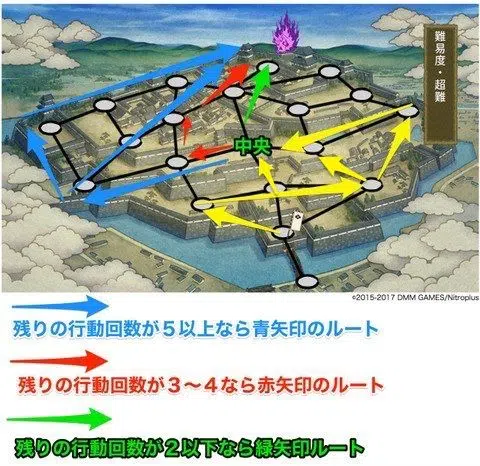 難易度・超難
中央
©2015-2017 DMM GAMES/Nitroplus
残りの行動回数が5以上なら青矢印のルート
残りの行動回数が3〜4なら赤矢印のルート
残りの行動回数が2以下なら緑矢印ルート